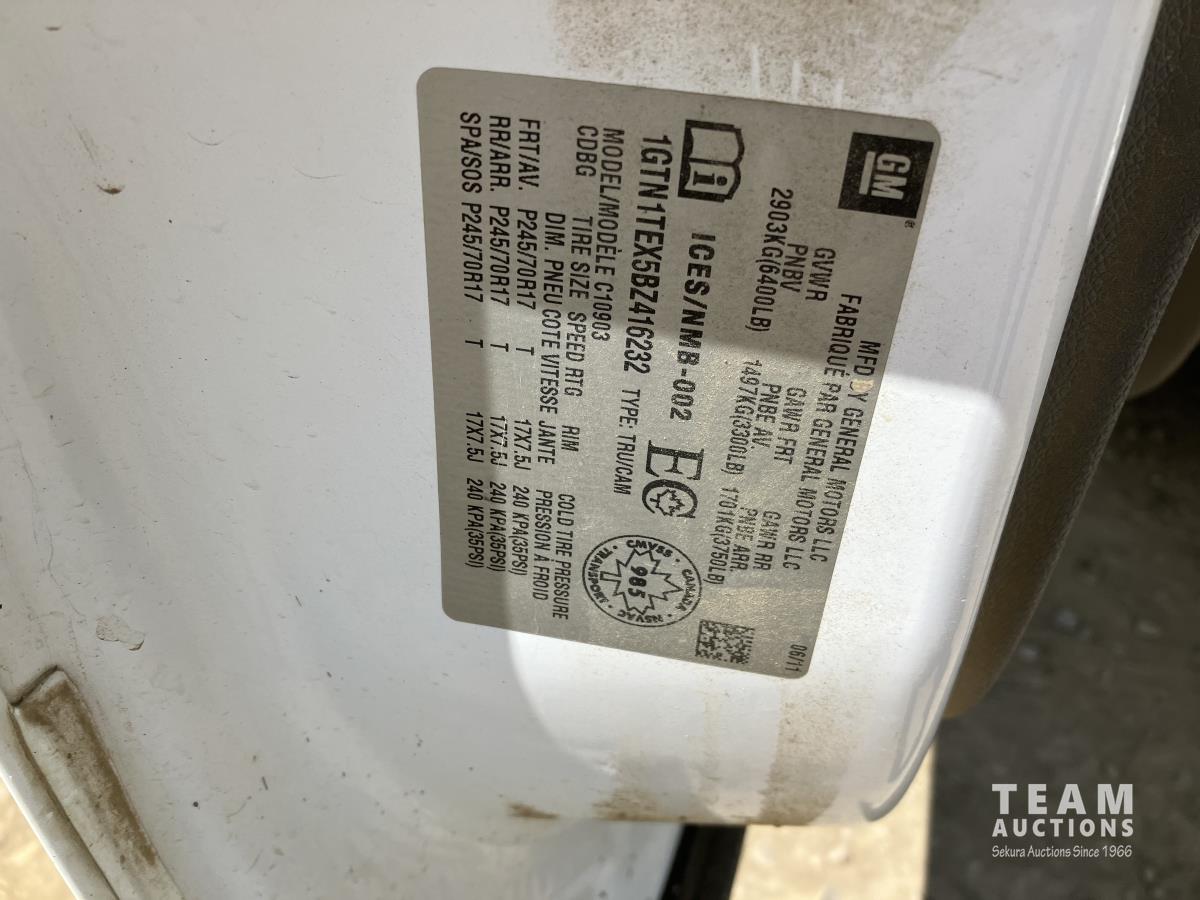 GM
MFD BY GENERAL MOTORS LLC 06/11
FABRIQUÉ PAR GENERAL MOTORS LLC
GVWR GAWR FRT GAWR RR
PNBV PNBE AV. PNBE ARR
2903KG(6400LB) 1497KG(3300LB) 1701KG(3750LB)
i ICES/NMB-002 EC
CMVSS · CANADA · NSVAC · TRANSPORT ·
985
1GTN1TEX5BZ416232 TYPE: TRU/CAM
MODEL/MODÈLE C10903
CDBG
TIRE SIZE SPEED RTG RIM COLD TIRE PRESSURE
DIM. PNEU COTE VITESSE JANTE PRESSION À FROID
FRT/AV. P245/70R17 T 17X7.5J 240 KPA(35PSI)
RR/ARR. P245/70R17 T 17X7.5J 240 KPA(35PSI)
SPA/SOS P245/70R17 T 17X7.5J 240 KPA(35PSI)
TEAM
AUCTIONS
Sekura Auctions Since 1966